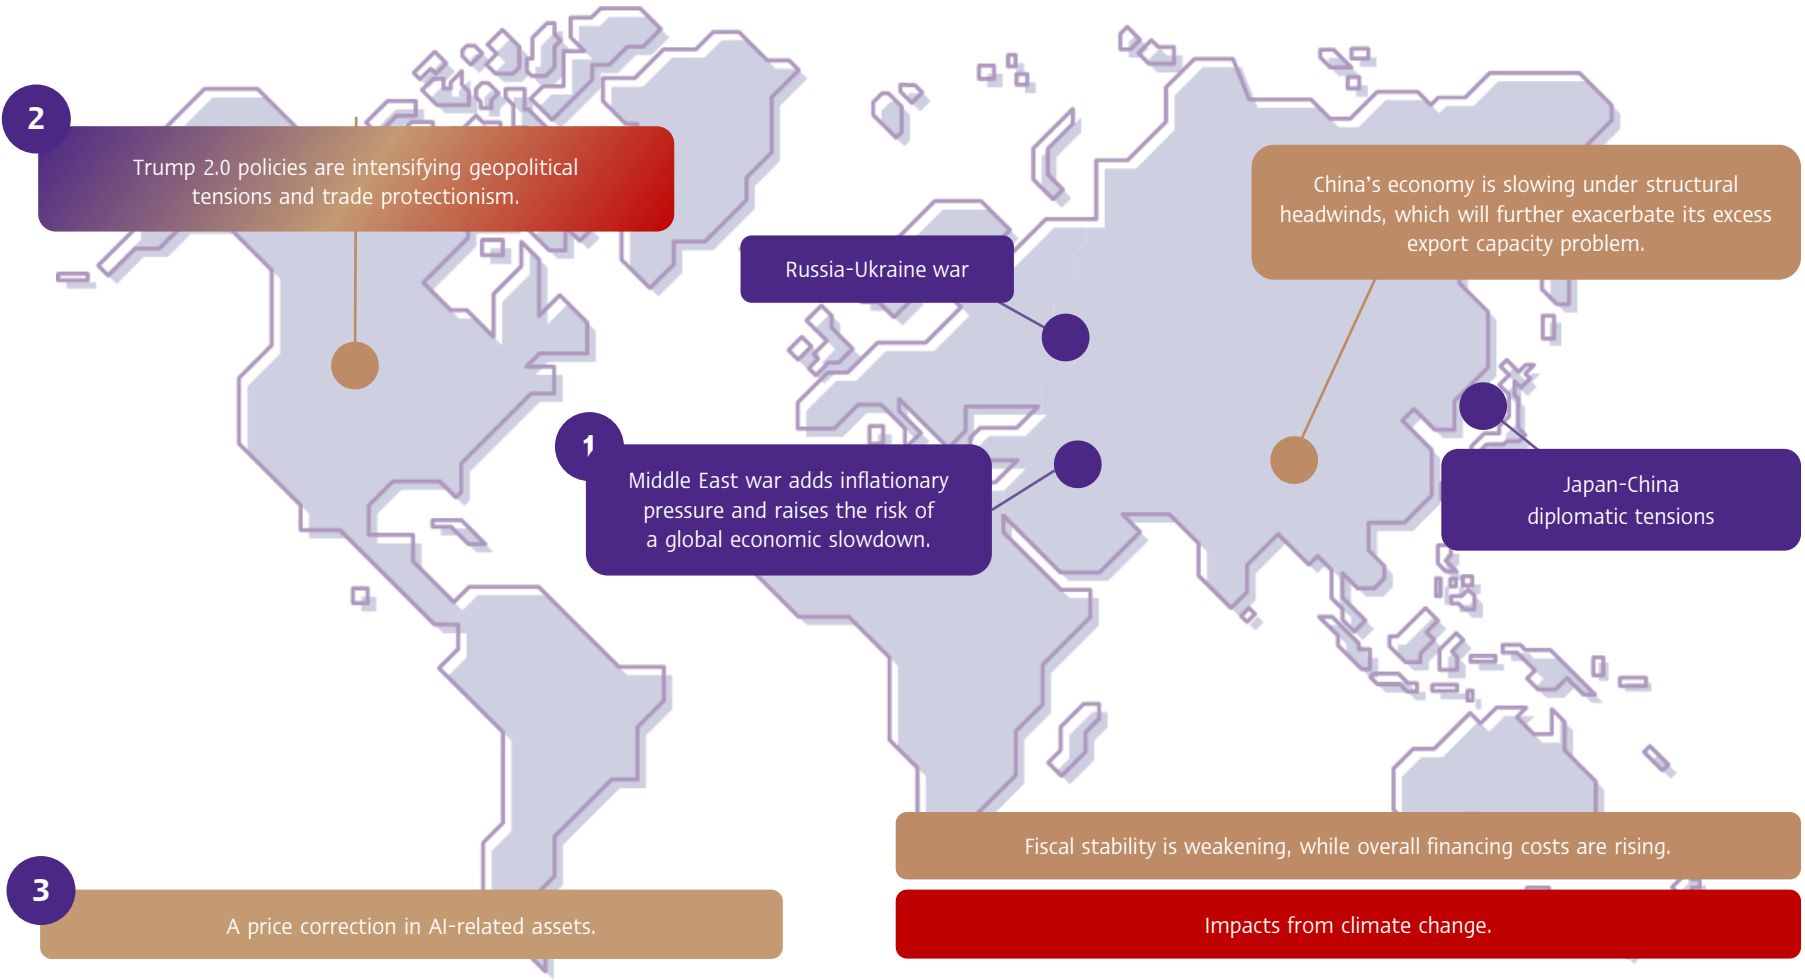 2
Trump 2.0 policies are intensifying geopolitical
tensions and trade protectionism.
China’s economy is slowing under structural
headwinds, which will further exacerbate its excess
export capacity problem.
Russia-Ukraine war
1
Middle East war adds inflationary
pressure and raises the risk of
a global economic slowdown.
Japan-China
diplomatic tensions
Fiscal stability is weakening, while overall financing costs are rising.
3
A price correction in AI-related assets.
Impacts from climate change.